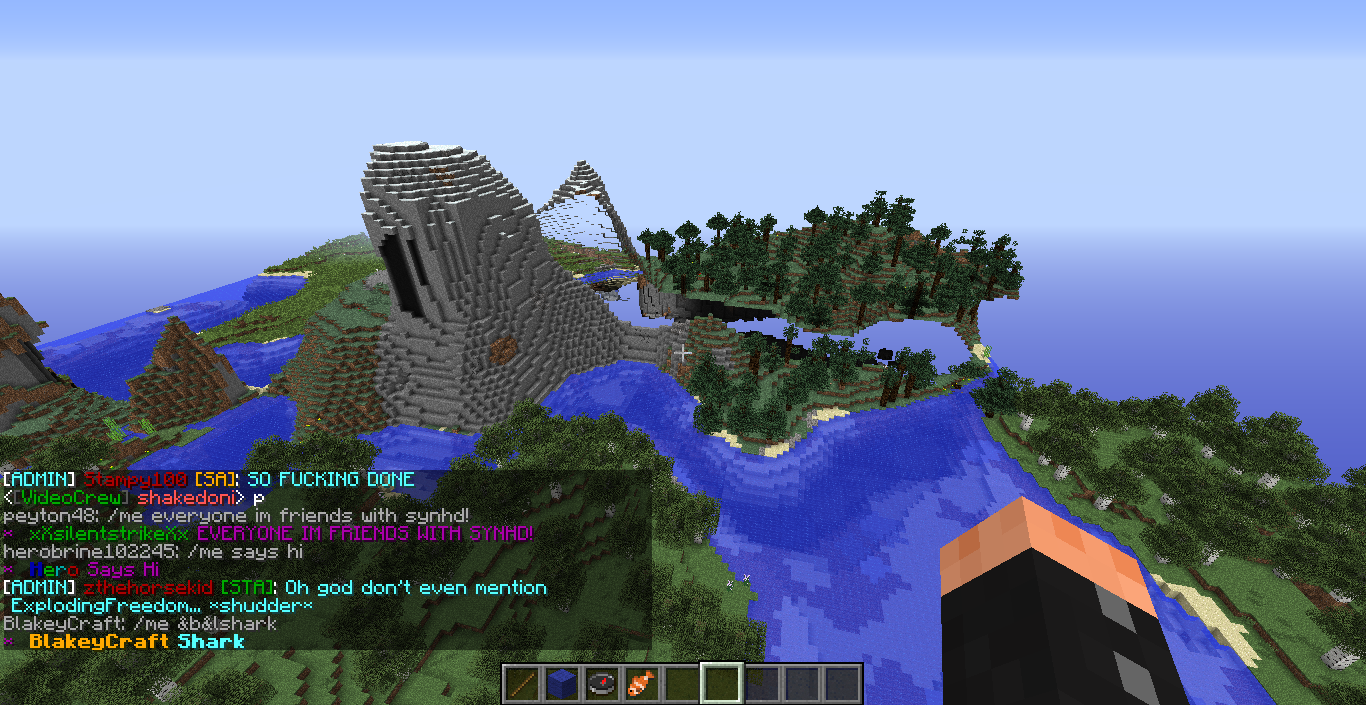 [ADMIN] Stampy100 [SA]: SO FUCKING DONE
<[VideoCrew] shakedoni> p
peyton48: /me everyone im friends with synhd!
* xXsilentstrikeXx EVERYONE IM FRIENDS WITH SYNHD!
herobrine102245: /me says hi
* Hero Says Hi
[ADMIN] zthehorsekid [STA]: Oh god don't even mention
ExplodingFreedom... *shudder*
BlakeyCraft: /me &b&lshark
* BlakeyCraft Shark